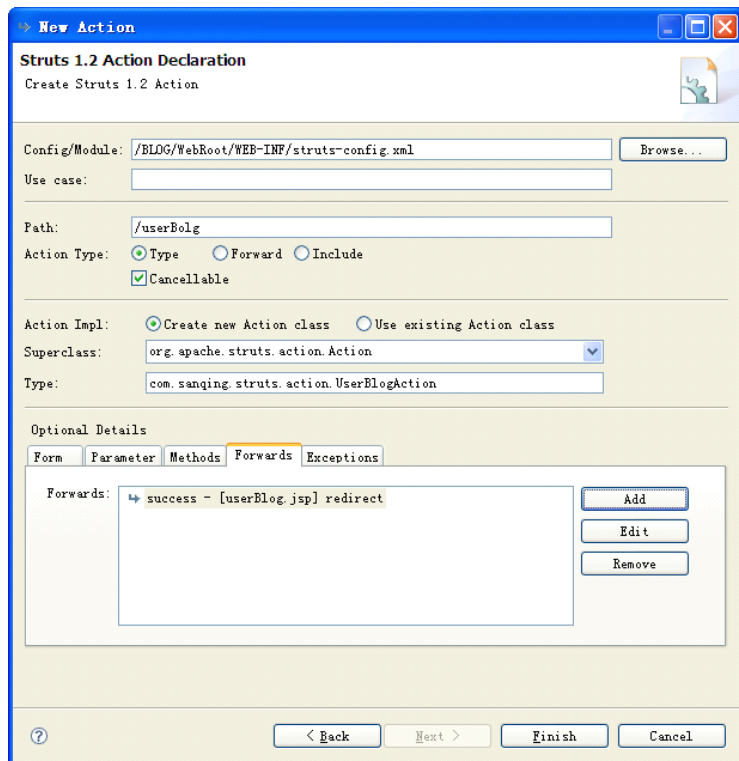 New Action
Struts 1.2 Action Declaration
Create Struts 1.2 Action
Config/Module: /BLOG/WebRoot/WEB-INF/struts-config.xml Browse...
Use case:
Path: /userBolg
Action Type: Type Forward Include
Cancellable
Action Impl: Create new Action class Use existing Action class
Superclass: org.apache.struts.action.Action
Type: com.sanqing.struts.action.UserBlogAction
Optional Details
Form Parameter Methods Forwards Exceptions
Forwards: success - [userBlog.jsp] redirect Add
Edit
Remove
? < Back Next > Finish Cancel